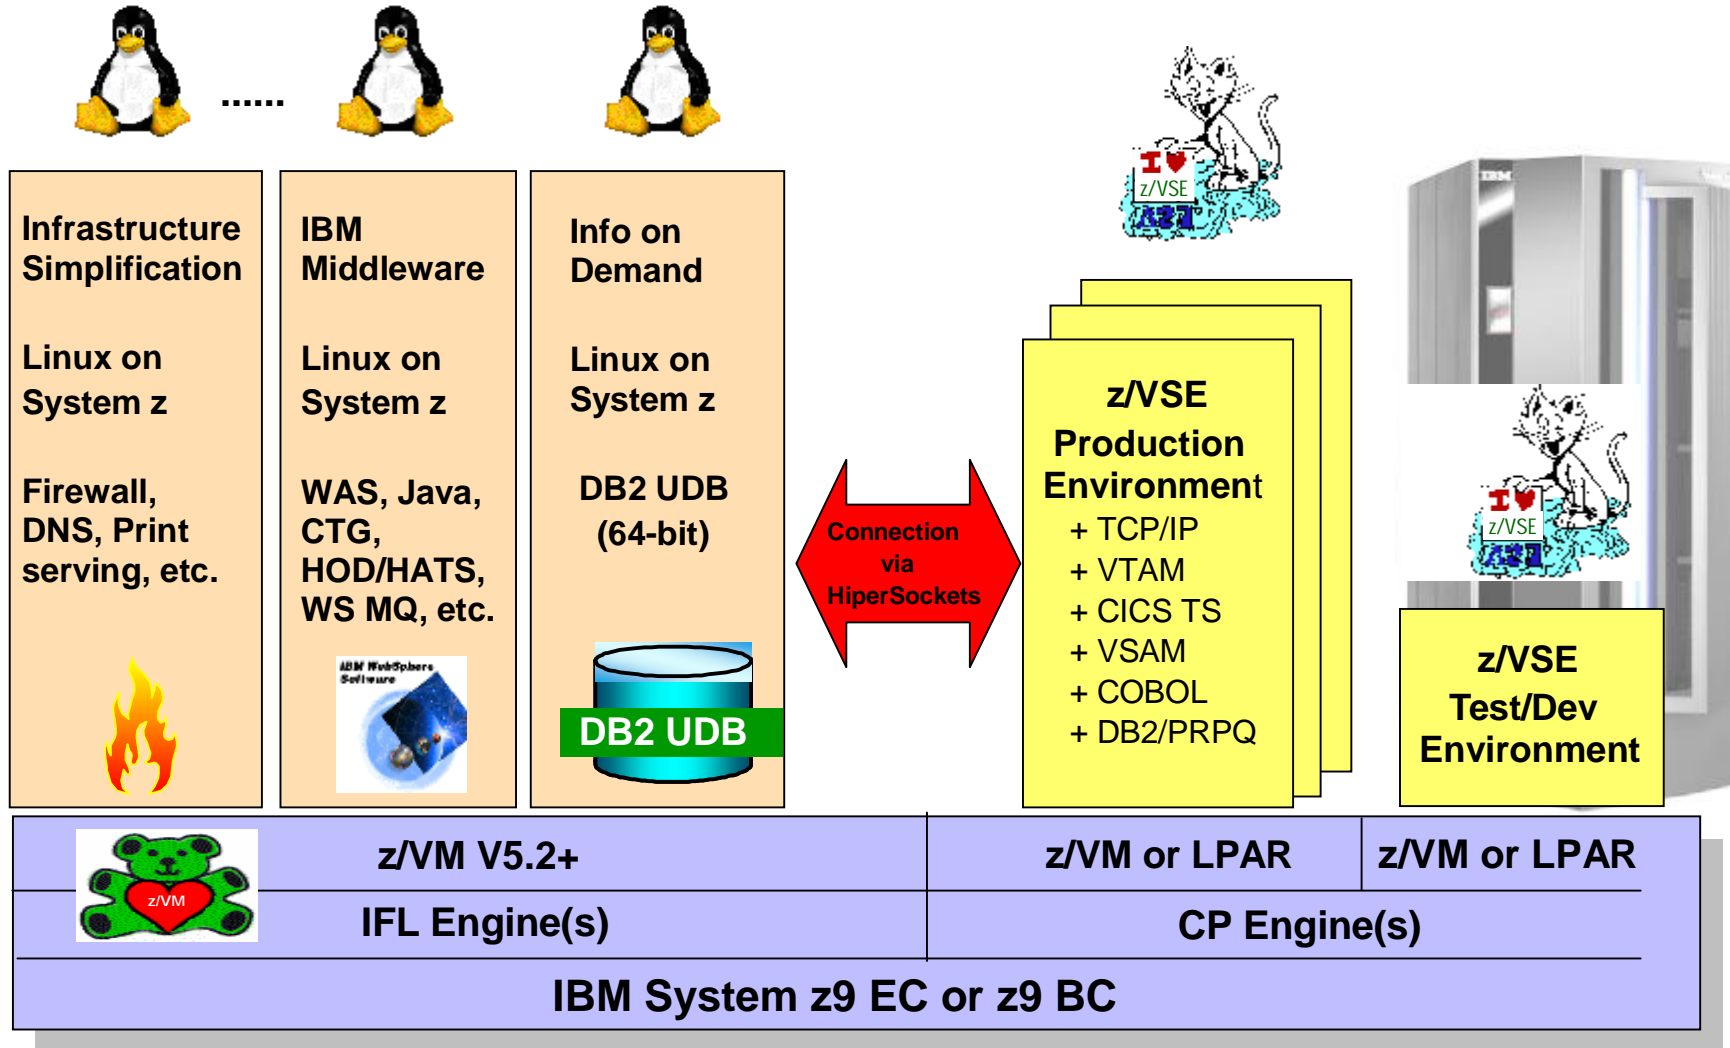 ......
Infrastructure
Simplification
Linux on
System z
Firewall,
DNS, Print
serving, etc.
IBM
Middleware
Linux on
System z
WAS, Java,
CTG,
HOD/HATS,
WS MQ, etc.
IBM WebSphere
Software
Info on
Demand
Linux on
System z
DB2 UDB
(64-bit)
DB2 UDB
Connection
via
HiperSockets
I ♥
z/VSE
z/VSE
Production
Environment
+ TCP/IP
+ VTAM
+ CICS TS
+ VSAM
+ COBOL
+ DB2/PRPQ
IBM
I ♥
z/VSE
z/VSE
Test/Dev
Environment
z/VM
z/VM V5.2+
z/VM or LPAR
z/VM or LPAR
IFL Engine(s)
CP Engine(s)
IBM System z9 EC or z9 BC